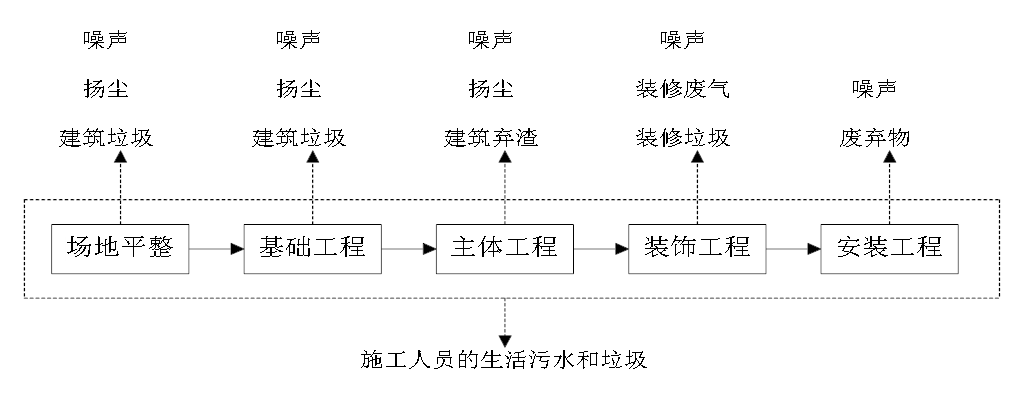 噪声 噪声 噪声 噪声
扬尘 扬尘 扬尘 装修废气 噪声
建筑垃圾 建筑垃圾 建筑弃渣 装修垃圾 废弃物
场地平整 基础工程 主体工程 装饰工程 安装工程
施工人员的生活污水和垃圾